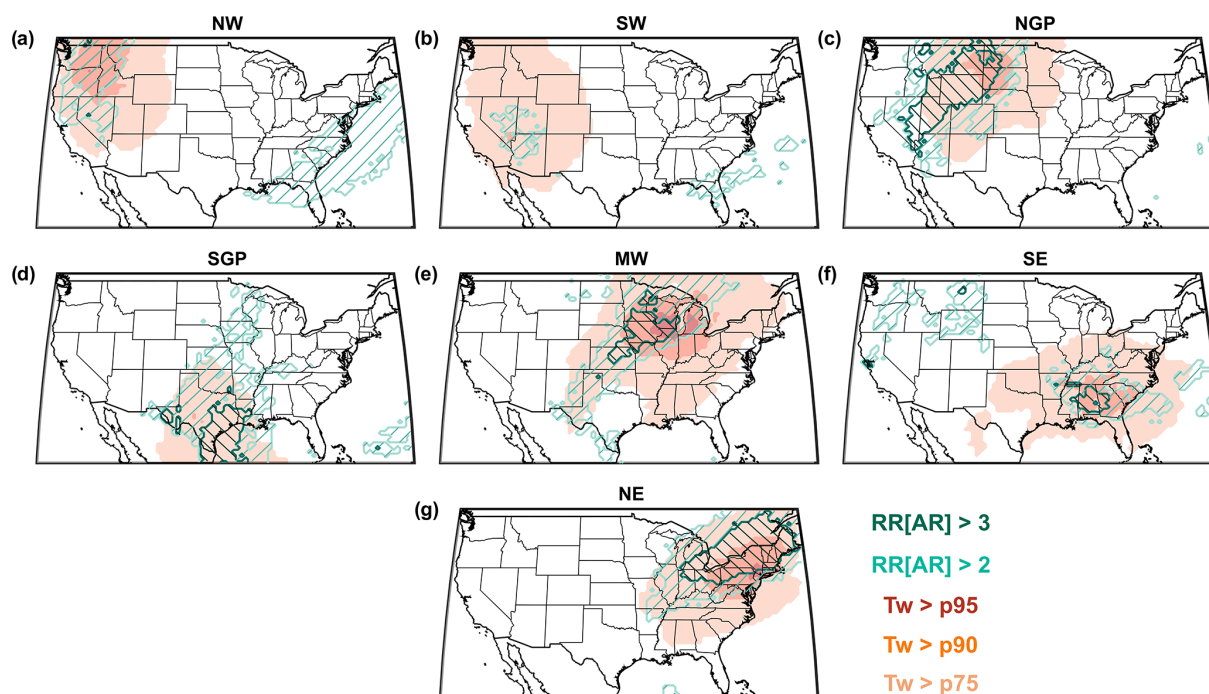 NW
(a)
SW
(b)
NGP
(c)
SGP
(d)
MW
(e)
SE
(f)
NE
(g)
RR[AR] > 3
RR[AR] > 2
Tw > p95
Tw > p90
Tw > p75